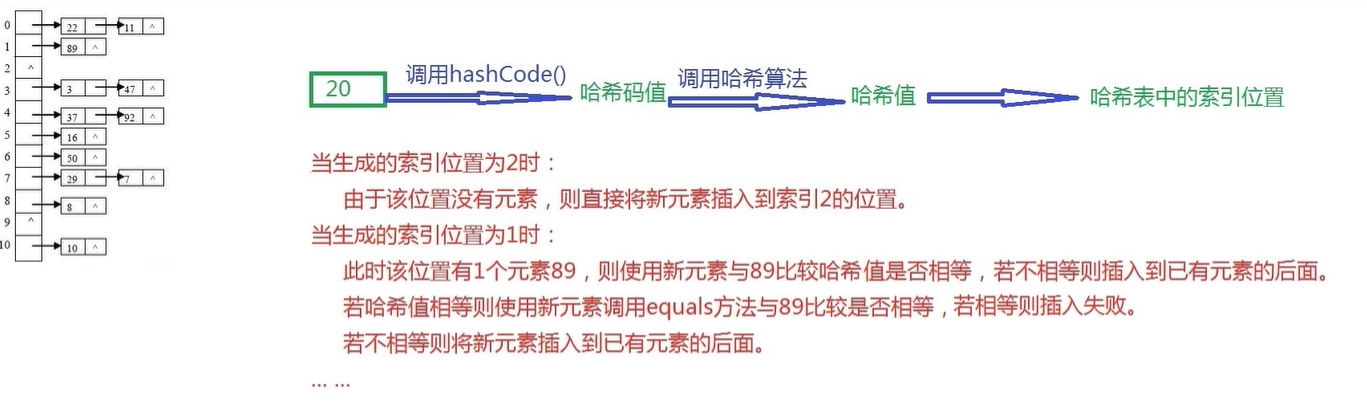 0 22 11 ^
1 89 ^
2 ^
3 3 47 ^
4 37 92 ^
5 16 ^
6 50 ^
7 29 7 ^
8 8 ^
9 ^
10 10 ^
20 调用hashCode() 哈希码值 调用哈希算法 哈希值 哈希表中的索引位置
当生成的索引位置为2时：
由于该位置没有元素，则直接将新元素插入到索引2的位置。
当生成的索引位置为1时：
此时该位置有1个元素89，则使用新元素与89比较哈希值是否相等，若不相等则插入到已有元素的后面。
若哈希值相等则使用新元素调用equals方法与89比较是否相等，若相等则插入失败。
若不相等则将新元素插入到已有元素的后面。
... ...